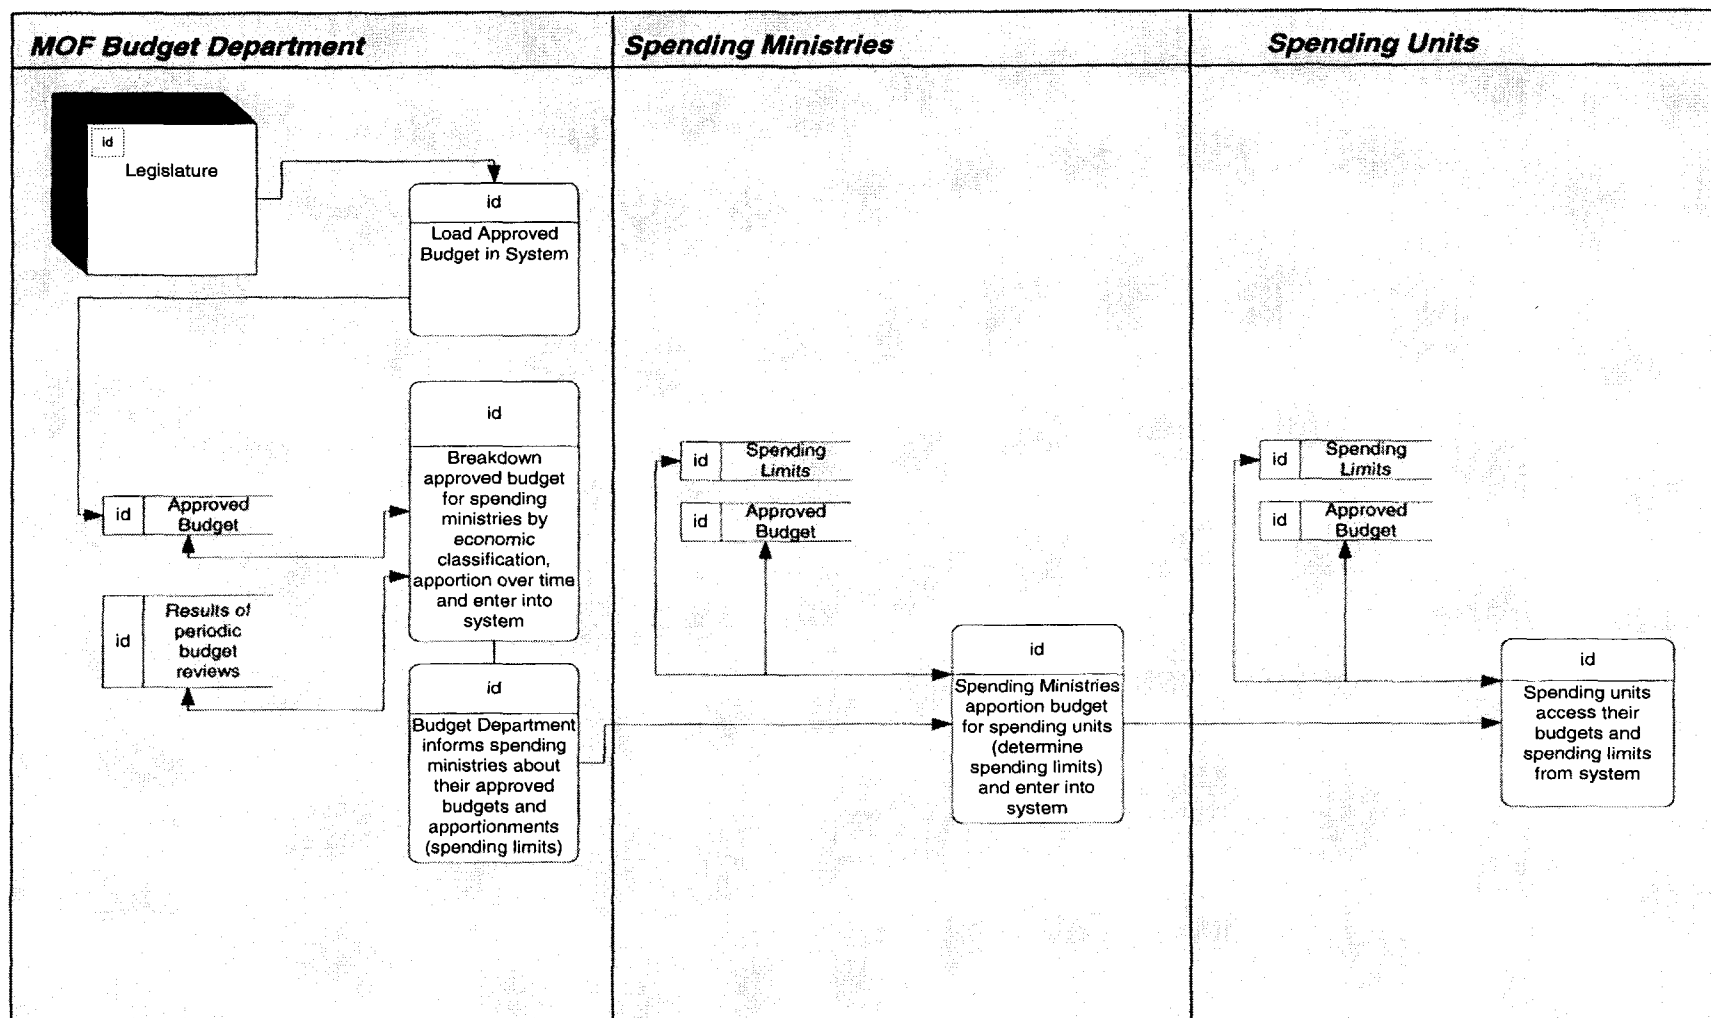 MOF Budget Department
Spending Ministries
Spending Units
id
Legislature
id
Load Approved
Budget in System
id
Breakdown
approved budget
for spending
ministries by
economic
classification,
apportion over time
and enter into
system
id
Approved
Budget
id
Results of
periodic
budget
reviews
id
Budget Department
informs spending
ministries about
their approved
budgets and
apportionments
(spending limits)
id
Spending
Limits
id
Approved
Budget
id
Spending Ministries
apportion budget
for spending units
(determine
spending limits)
and enter into
system
id
Spending
Limits
id
Approved
Budget
id
Spending units
access their
budgets and
spending limits
from system